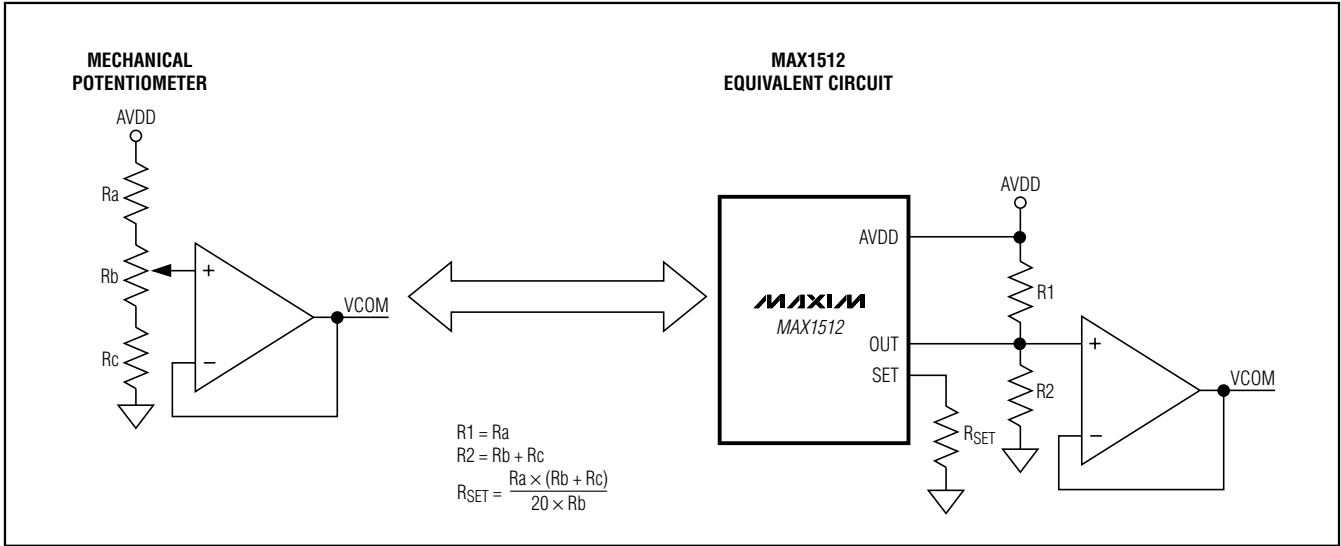 MECHANICAL
POTENTIOMETER
AVDD
Ra
Rb
Rc
+
−
VCOM
R1 = Ra
R2 = Rb + Rc
RSET = Ra × (Rb + Rc)
20 × Rb
MAX1512
EQUIVALENT CIRCUIT
AVDD
AVDD
R1
MAXIM
MAX1512
OUT
+
SET
R2
VCOM
RSET
−